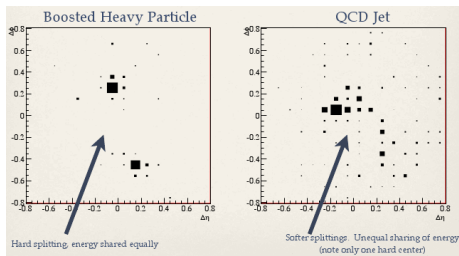 Boosted Heavy Particle
QCD Jet
Δφ
0.8
0.6
0.4
0.2
0
-0.2
-0.4
-0.6
-0.8
-0.8 -0.6 -0.4 -0.2 0 0.2 0.4 0.6 0.8
Δη
Δφ
0.8
0.6
0.4
0.2
0
-0.2
-0.4
-0.6
-0.8
-0.8 -0.6 -0.4 -0.2 0 0.2 0.4 0.6 0.8
Δη
Hard splitting, energy shared equally
Softer splittings. Unequal sharing of energy
(note only one hard center)